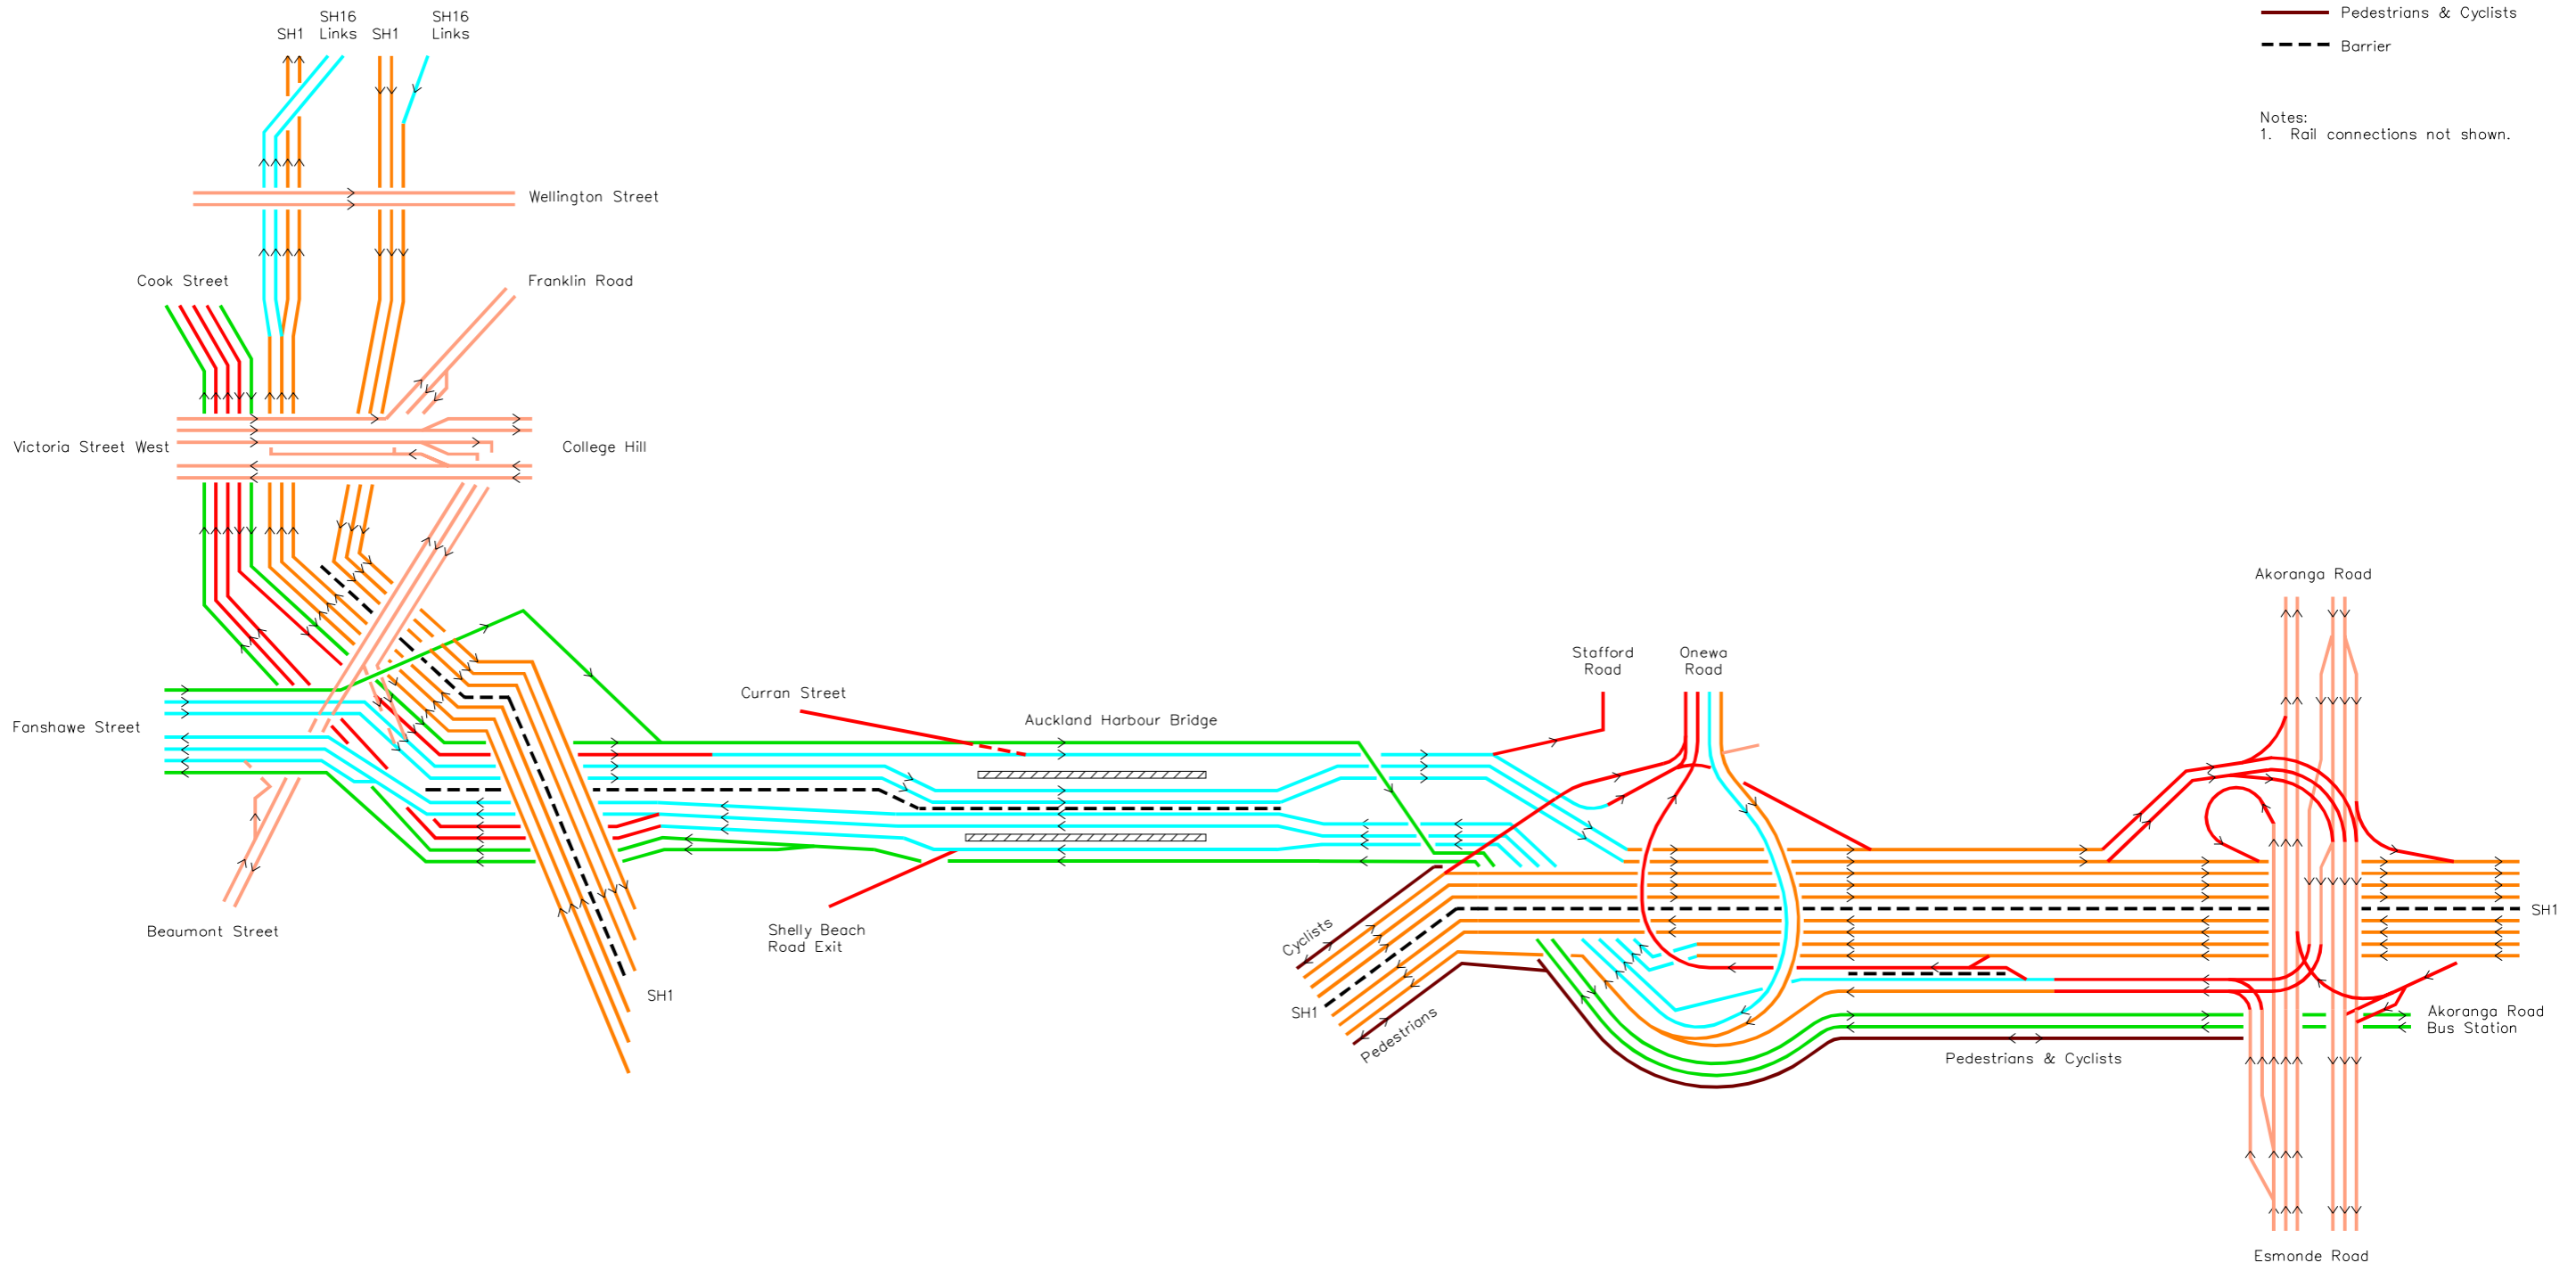 SH16
Links
SH1
SH1
SH16
Links
Pedestrians & Cyclists
Barrier
Notes:
1. Rail connections not shown.
Wellington Street
Cook Street
Franklin Road
Victoria Street West
College Hill
Akoranga Road
Stafford
Road
Onewa
Road
Curran Street
Auckland Harbour Bridge
Fanshawe Street
Beaumont Street
Shelly Beach
Road Exit
Cyclists
SH1
SH1
SH1
Pedestrians
Akoranga Road
Bus Station
Pedestrians & Cyclists
Esmonde Road